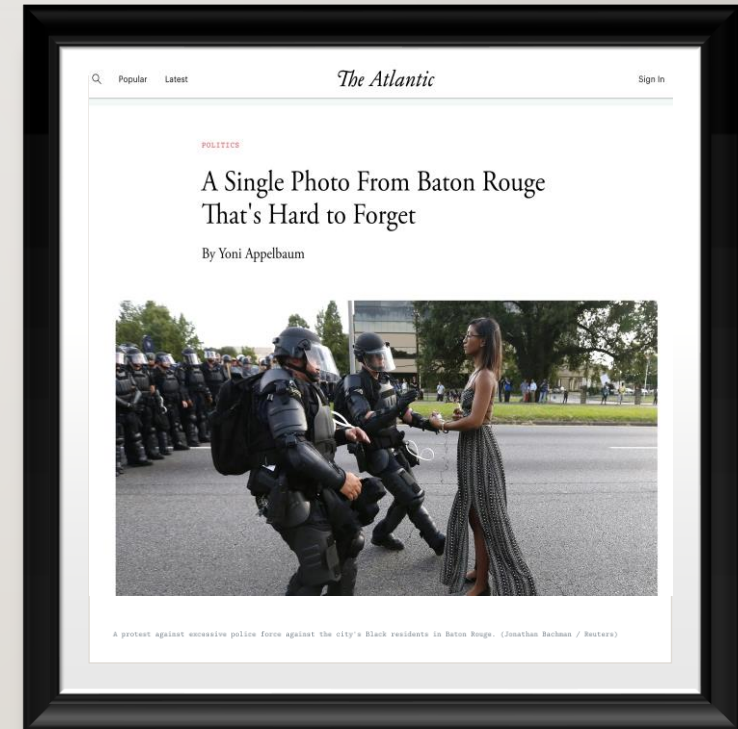 Popular Latest The Atlantic Sign In
POLITICS
A Single Photo From Baton Rouge
That's Hard to Forget
By Yoni Appelbaum
A protest against excessive police force against the city's Black residents in Baton Rouge. (Jonathan Bachman / Reuters)